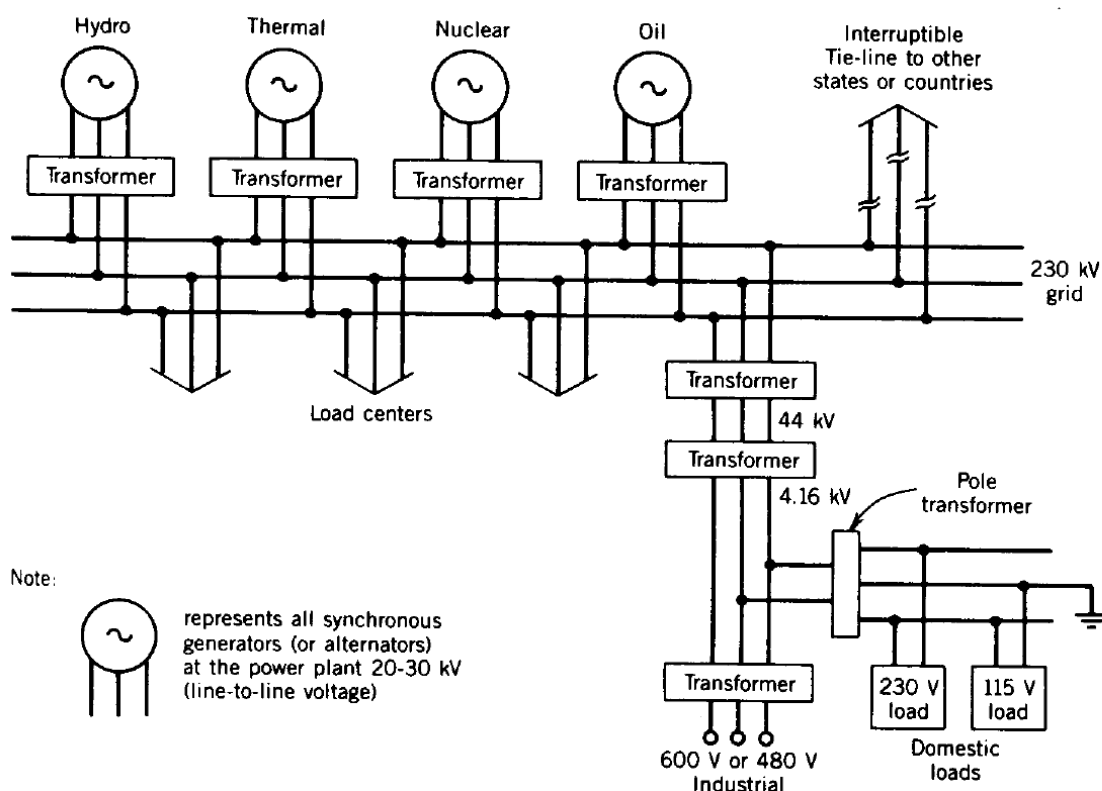 Hydro
Thermal
Nuclear
Oil
Interruptible
Tie-line to other
states or countries
Transformer
Transformer
Transformer
Transformer
230 kV
grid
Load centers
Transformer
44 kV
Transformer
4.16 kV
Pole
transformer
Note:
represents all synchronous
generators (or alternators)
at the power plant 20-30 kV
(line-to-line voltage)
Transformer
230 V
load
115 V
load
600 V or 480 V
Industrial
Domestic
loads